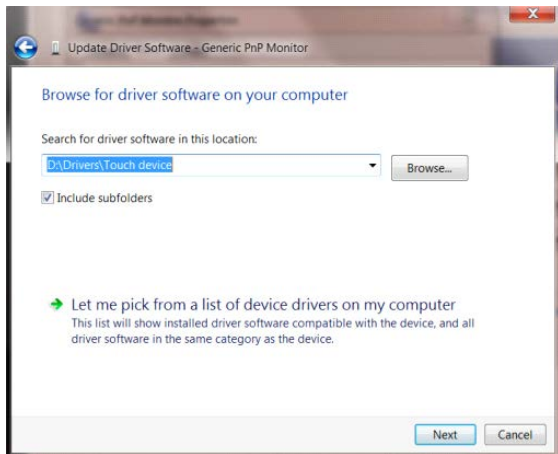 Update Driver Software - Generic PnP Monitor
Browse for driver software on your computer
Search for driver software in this location:
D:\Drivers\Touch device
Browse...
Include subfolders
Let me pick from a list of device drivers on my computer
This list will show installed driver software compatible with the device, and all
driver software in the same category as the device.
Next
Cancel